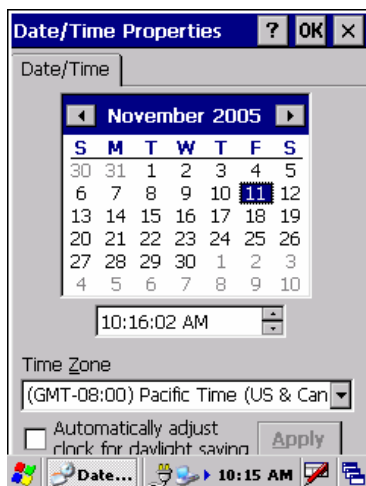 Date/Time Properties ? OK ×
Date/Time
November 2005
S M T W T F S
30 31 1 2 3 4 5
6 7 8 9 10 11 12
13 14 15 16 17 18 19
20 21 22 23 24 25 26
27 28 29 30 1 2 3
4 5 6 7 8 9 10
10:16:02 AM
Time Zone
(GMT-08:00) Pacific Time (US & Can
Automatically adjust
clock for daylight saving
Apply
Date... 10:15 AM